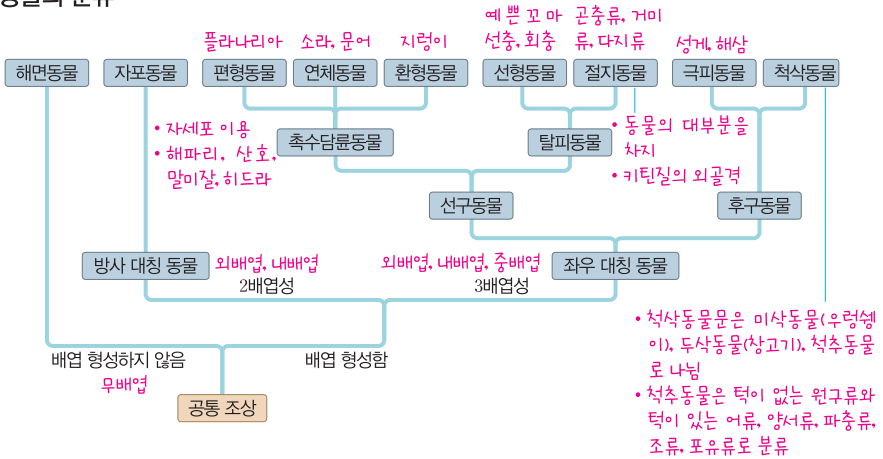 예쁜꼬마 곤충류, 거미
플라나리아 소라, 문어 지렁이 선충, 회충 류, 다지류 성게, 해삼
해면동물 자포동물 편형동물 연체동물 환형동물 선형동물 절지동물 극피동물 척삭동물
• 자세포 이용
• 해파리, 산호,
말미잘, 히드라
촉수담륜동물 탈피동물
• 동물의 대부분을
차지
• 키틴질의 외골격
선구동물 후구동물
방사 대칭 동물 외배엽, 내배엽 외배엽, 내배엽, 중배엽 좌우 대칭 동물
2배엽성 3배엽성
• 척삭동물문은 미삭동물(우렁쉥
이), 두삭동물(창고기), 척추동물
로 나뉨
• 척추동물은 턱이 없는 원구류와
턱이 있는 어류, 양서류, 파충류,
조류, 포유류로 분류
배엽 형성하지 않음 배엽 형성함
무배엽
공통 조상